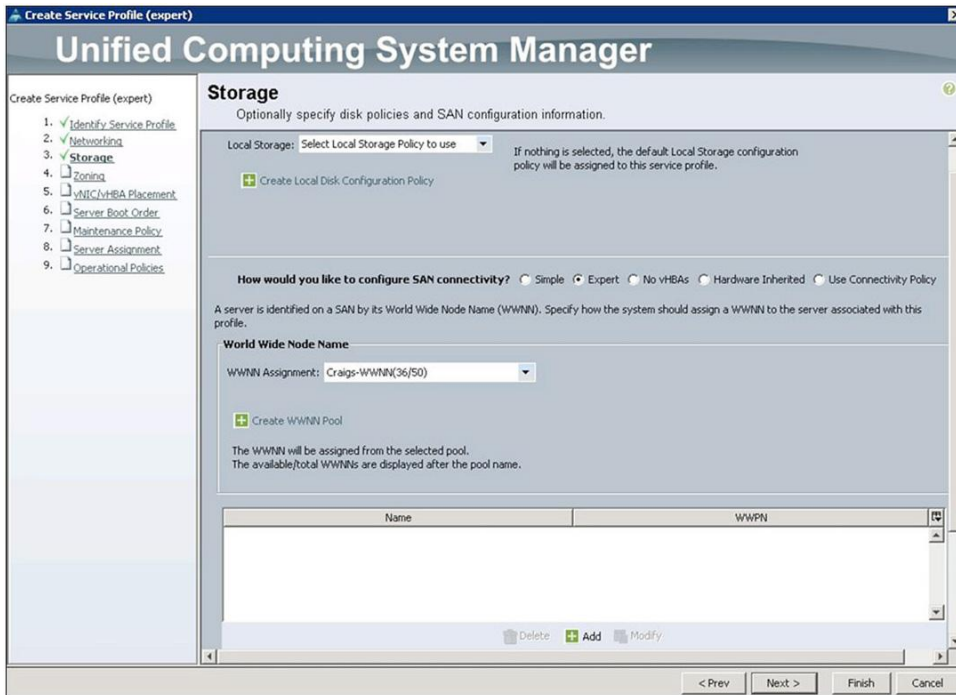 Create Service Profile (expert)
Unified Computing System Manager
Create Service Profile (expert)
1. Identify Service Profile
2. Networking
3. Storage
4. Zoning
5. vNIC/vHBA Placement
6. Server Boot Order
7. Maintenance Policy
8. Server Assignment
9. Operational Policies
Storage
Optionally specify disk policies and SAN configuration information.
Local Storage: Select Local Storage Policy to use
If nothing is selected, the default Local Storage configuration
policy will be assigned to this service profile.
Create Local Disk Configuration Policy
How would you like to configure SAN connectivity? Simple Expert No vHBAs Hardware Inherited Use Connectivity Policy
A server is identified on a SAN by its World Wide Node Name (WWNN). Specify how the system should assign a WWNN to the server associated with this
profile.
World Wide Node Name
WWNN Assignment: Craigs-WWNN(36/50)
Create WWNN Pool
The WWNN will be assigned from the selected pool.
The available/total WWNNs are displayed after the pool name.
Name WWPN
Delete Add Modify
< Prev Next > Finish Cancel